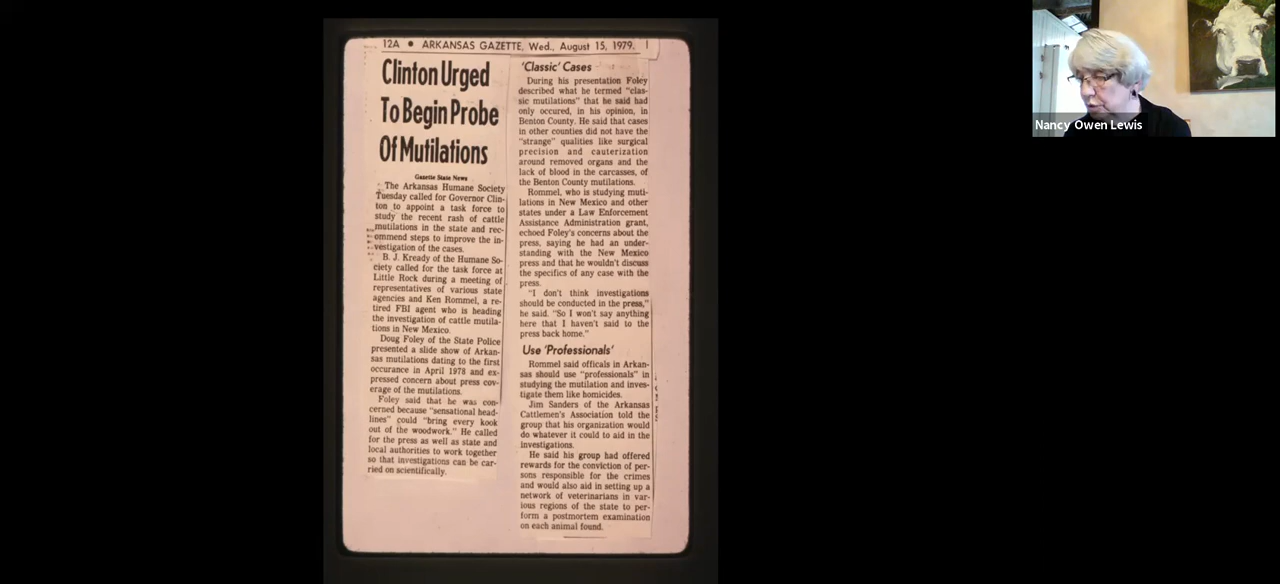 12A • ARKANSAS GAZETTE, Wed., August 15, 1979.
Clinton Urged
To Begin Probe
Of Mutilations
Gazette State News
The Arkansas Humane Society
Tuesday called for Governor Clin-
ton to appoint a task force to
study the recent rash of cattle
mutilations in the state and rec-
ommend steps to improve the in-
vestigation of the cases.
B. J. Kready of the Humane So-
ciety called for the task force at
Little Rock during a meeting of
representatives of various state
agencies and Ken Rommel, a re-
tired FBI agent who is heading
the investigation of cattle mutila-
tions in New Mexico.
Doug Foley of the State Police
presented a slide show of Arkan-
sas mutilations dating to the first
occurance in April 1978 and ex-
pressed concern about press cov-
erage of the mutilations.
Foley said that he was con-
cerned because "sensational head-
lines" could "bring every kook
out of the woodwork." He called
for the press as well as state and
local authorities to work together
so that investigations can be car-
ried on scientifically.
'Classic' Cases
During his presentation Foley
described what he termed "clas-
sic mutilations" that he said had
only occured, in his opinion, in
Benton County. He said that cases
in other counties did not have the
"strange" qualities like surgical
precision and cauterization
around removed organs and the
lack of blood in the carcasses, of
the Benton County mutilations.
Rommel, who is studying muti-
lations in New Mexico and other
states under a Law Enforcement
Assistance Administration grant,
echoed Foley's concerns about the
press, saying he had an under-
standing with the New Mexico
press and that he wouldn't discuss
the specifics of any case with the
press.
"I don't think investigations
should be conducted in the press,"
he said. "So I won't say anything
here that I haven't said to the
press back home."
Use 'Professionals'
Rommel said officals in Arkan-
sas should use "professionals" in
studying the mutilation and inves-
tigate them like homicides.
Jim Sanders of the Arkansas
Cattlemen's Association told the
group that his organization would
do whatever it could to aid in the
investigations.
He said his group had offered
rewards for the conviction of per-
sons responsible for the crimes
and would also aid in setting up a
network of veterinarians in var-
ious regions of the state to per-
form a postmortem examination
on each animal found.
Nancy Owen Lewis